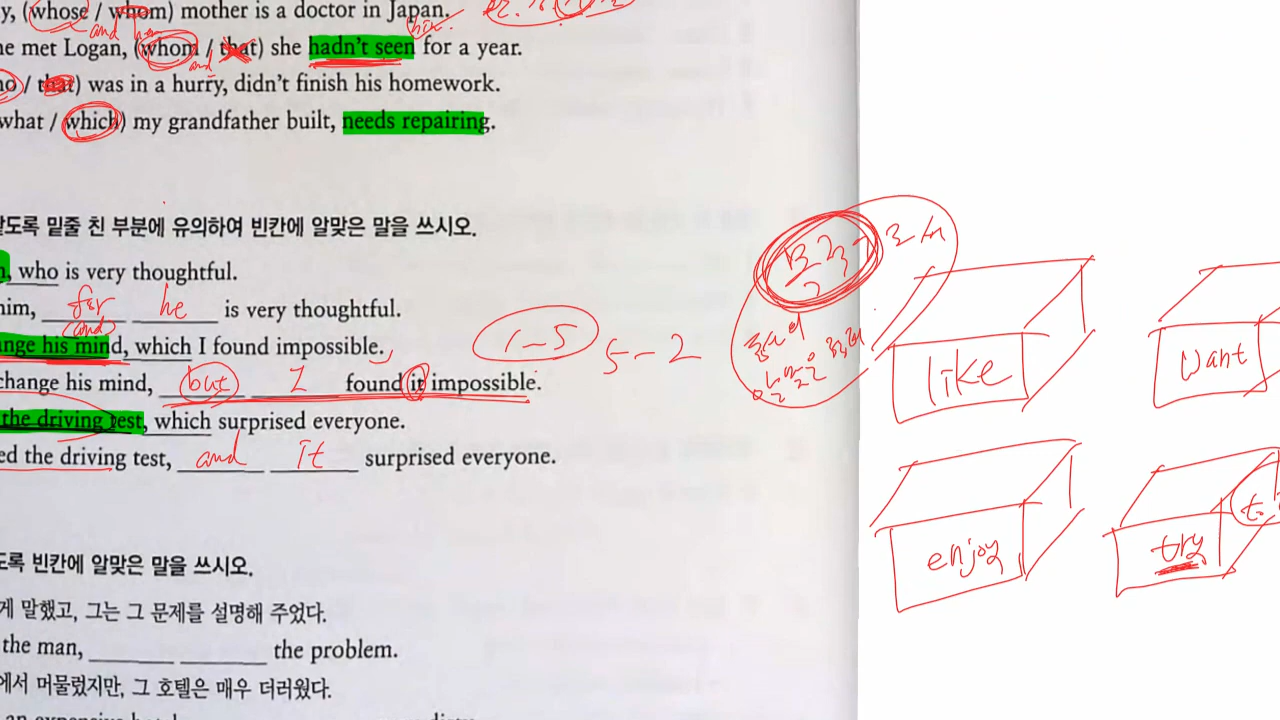 y, (whose / whom) mother is a doctor in Japan.
and
ne met Logan, (whom / that) she hadn't seen for a year.
and
no / that) was in a hurry, didn't finish his homework.
what / which) my grandfather built, needs repairing.
도록 밑줄 친 부분에 유의하여 빈칸에 알맞은 말을 쓰시오.
, who is very thoughtful.
him, for he is very thoughtful.
(and)
nge his mind, which I found impossible.
1-5 5-2
change his mind, but I found it impossible.
the driving test, which surprised everyone.
ed the driving test, and it surprised everyone.
like
want
enjoy
try
도록 빈칸에 알맞은 말을 쓰시오.
게 말했고, 그는 그 문제를 설명해 주었다.
the man, the problem.
에서 머물렀지만, 그 호텔은 매우 더러웠다.
an expensive hotel